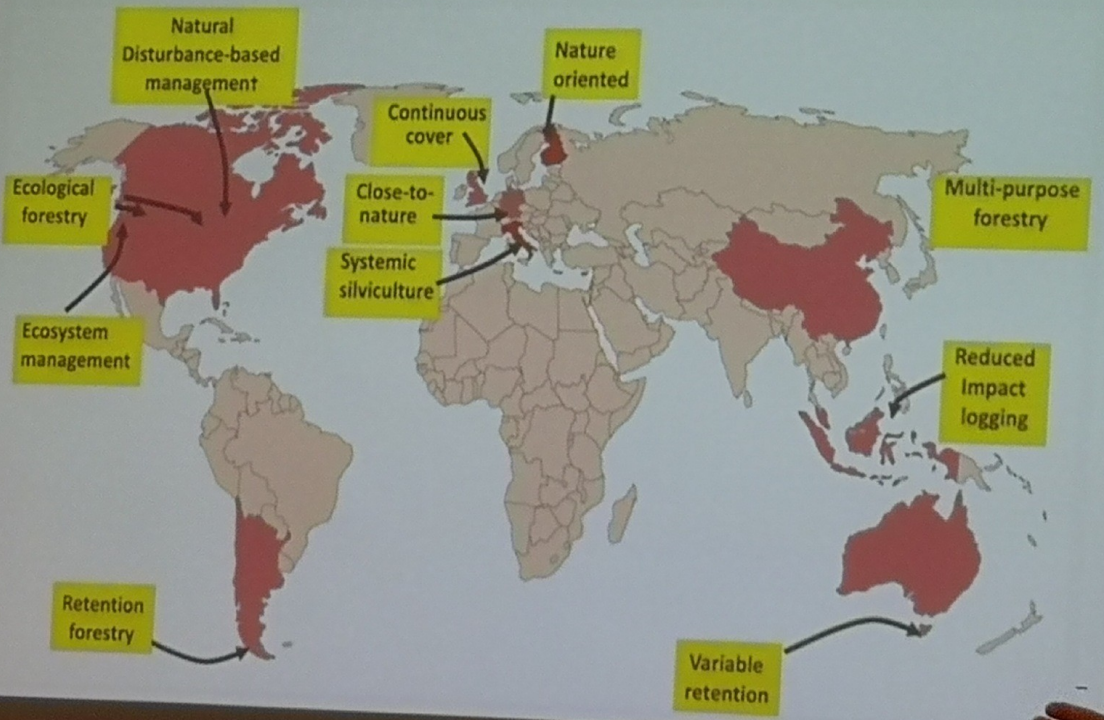 Natural
Disturbance-based
management
Nature
oriented
Continuous
cover
Ecological
forestry
Close-to-
nature
Multi-purpose
forestry
Systemic
silviculture
Ecosystem
management
Reduced
Impact
logging
Retention
forestry
Variable
retention